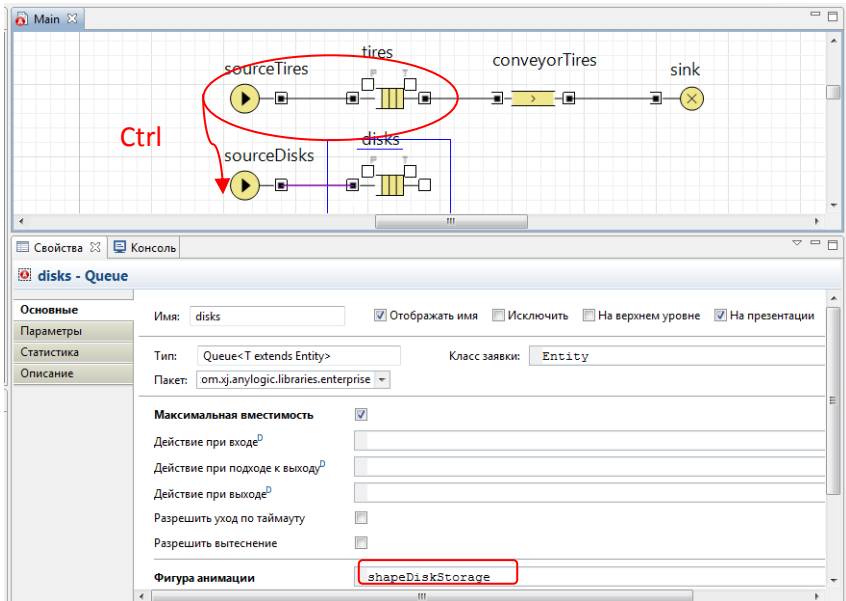 Main
tires
sourceTires
conveyorTires
sink
P T
Ctrl
disks
sourceDisks
P T
Свойства Консоль
disks - Queue
Основные
Параметры
Статистика
Описание
Имя: disks Отображать имя Исключить На верхнем уровне На презентации
Тип: Queue<T extends Entity> Класс заявки: Entity
Пакет: om.xj.anylogic.libraries.enterprise
Максимальная вместимость
Действие при входеD
Действие при подходе к выходуD
Действие при выходеD
Разрешить уход по таймауту
Разрешить вытеснение
Фигура анимации shapeDiskStorage